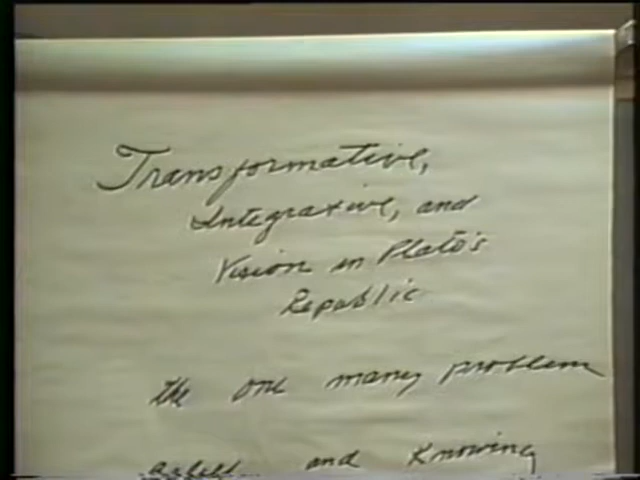 Transformative,
Integrative, and
Vision in Plato's
Republic
the one many problem
and Knowing